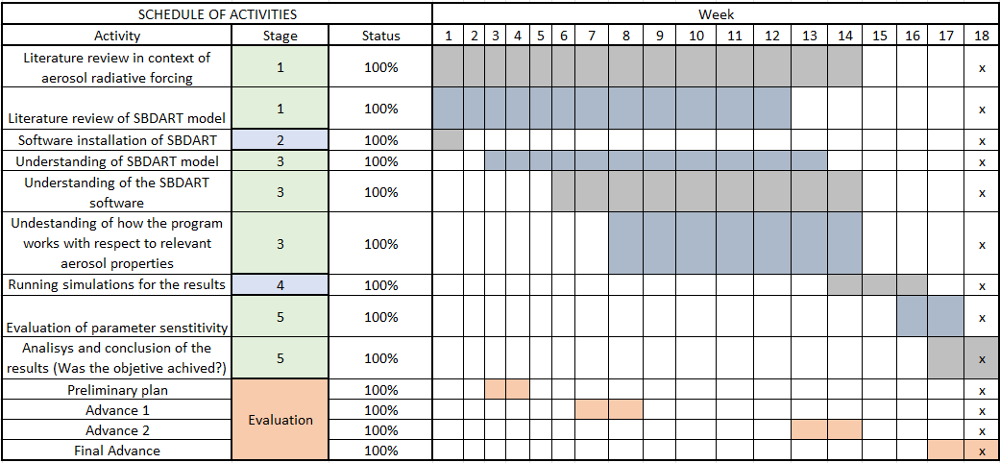 SCHEDULE OF ACTIVITIES Week
Activity Stage Status 1 2 3 4 5 6 7 8 9 10 11 12 13 14 15 16 17 18
Literature review in context of
aerosol radiative forcing 1 100% x
Literature review of SBDART model 1 100% x
Software installation of SBDART 2 100% x
Understanding of SBDART model 3 100% x
Understanding of the SBDART
software 3 100% x
Undestanding of how the program
works with respect to relevant
aerosol properties 3 100% x
Running simulations for the results 4 100% x
Evaluation of parameter senstitivity 5 100% x
Analisys and conclusion of the
results (Was the objetive achived?) 5 100% x
Preliminary plan Evaluation 100% x
Advance 1 100% x
Advance 2 100% x
Final Advance 100% x